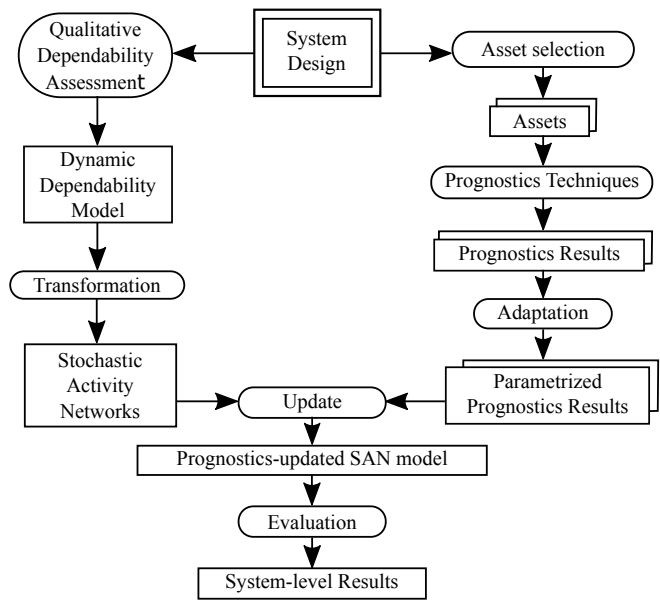 Qualitative
Dependability
Assessment
System
Design
Asset selection
Assets
Dynamic
Dependability
Model
Prognostics Techniques
Prognostics Results
Transformation
Adaptation
Stochastic
Activity
Networks
Update
Parametrized
Prognostics Results
Prognostics-updated SAN model
Evaluation
System-level Results